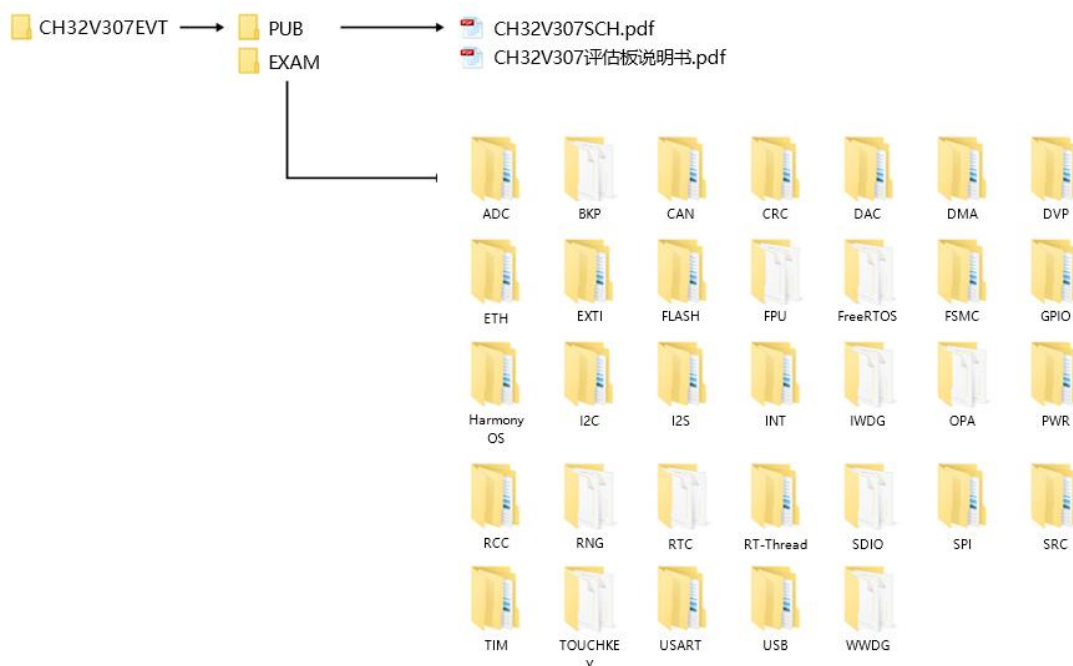 CH32V307EVT
PUB
CH32V307SCH.pdf
EXAM
CH32V307评估板说明书.pdf
ADC
BKP
CAN
CRC
DAC
DMA
DVP
ETH
EXTI
FLASH
FPU
FreeRTOS
FSMC
GPIO
Harmony
OS
I2C
I2S
INT
IWDG
OPA
PWR
RCC
RNG
RTC
RT-Thread
SDIO
SPI
SRC
TIM
TOUCHKE
Y
USART
USB
WWDG